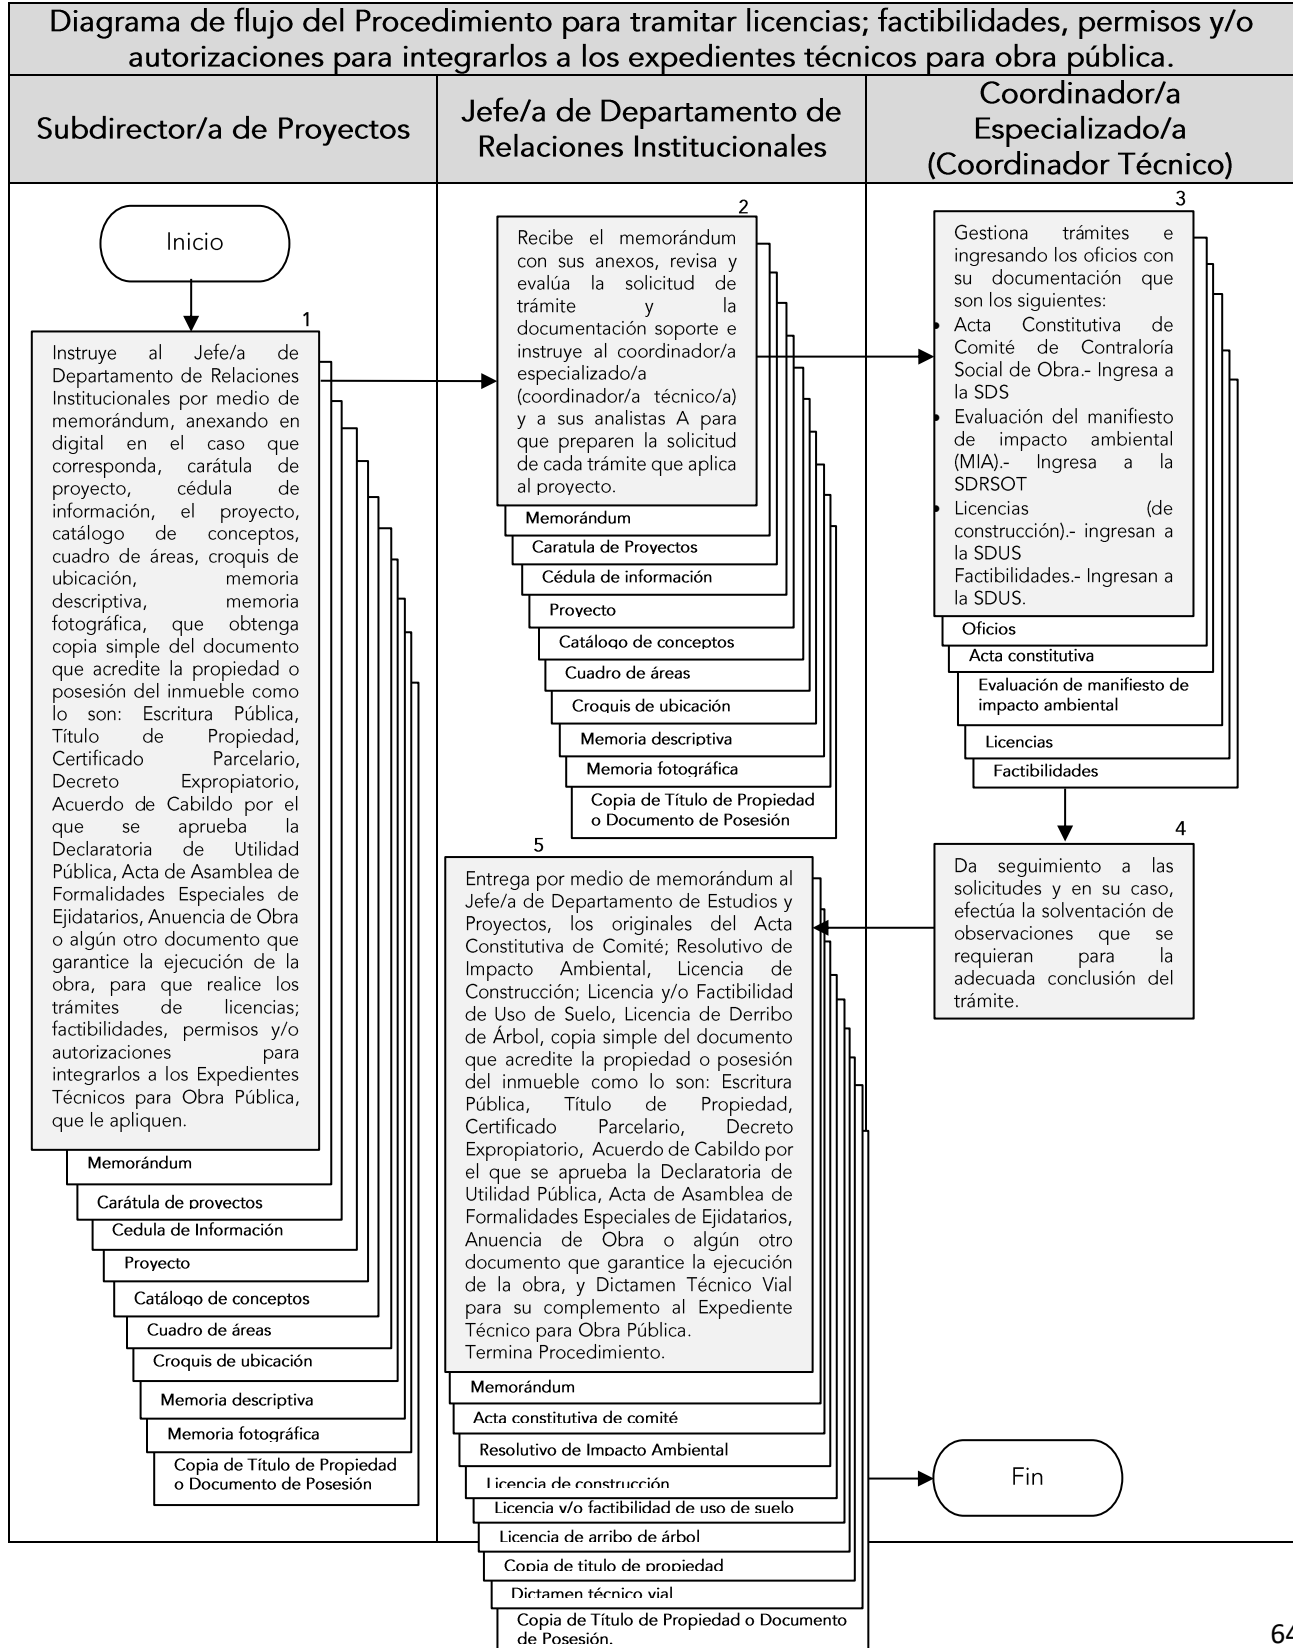 Diagrama de flujo del Procedimiento para tramitar licencias; factibilidades, permisos y/o
autorizaciones para integrarlos a los expedientes técnicos para obra pública.
Subdirector/a de Proyectos
Jefe/a de Departamento de
Relaciones Institucionales
Coordinador/a
Especializado/a
(Coordinador Técnico)
Inicio
1
Instruye al Jefe/a de
Departamento de Relaciones
Institucionales por medio de
memorándum, anexando en
digital en el caso que
corresponda, carátula de
proyecto, cédula de
información, el proyecto,
catálogo de conceptos,
cuadro de áreas, croquis de
ubicación, memoria
descriptiva, memoria
fotográfica, que obtenga
copia simple del documento
que acredite la propiedad o
posesión del inmueble como
lo son: Escritura Pública,
Título de Propiedad,
Certificado Parcelario,
Decreto Expropiatorio,
Acuerdo de Cabildo por el
que se aprueba la
Declaratoria de Utilidad
Pública, Acta de Asamblea de
Formalidades Especiales de
Ejidatarios, Anuencia de Obra
o algún otro documento que
garantice la ejecución de la
obra, para que realice los
trámites de licencias;
factibilidades, permisos y/o
autorizaciones para
integrarlos a los Expedientes
Técnicos para Obra Pública,
que le apliquen.
Memorándum
Carátula de proyectos
Cedula de Información
Proyecto
Catálogo de conceptos
Cuadro de áreas
Croquis de ubicación
Memoria descriptiva
Memoria fotográfica
Copia de Título de Propiedad
o Documento de Posesión
2
Recibe el memorándum
con sus anexos, revisa y
evalúa la solicitud de
trámite y la
documentación soporte e
instruye al coordinador/a
especializado/a
(coordinador/a técnico/a)
y a sus analistas A para
que preparen la solicitud
de cada trámite que aplica
al proyecto.
Memorándum
Caratula de Proyectos
Cédula de información
Proyecto
Catálogo de conceptos
Cuadro de áreas
Croquis de ubicación
Memoria descriptiva
Memoria fotográfica
Copia de Título de Propiedad
o Documento de Posesión
3
Gestiona trámites e
ingresando los oficios con
su documentación que
son los siguientes:
• Acta Constitutiva de
Comité de Contraloría
Social de Obra.- Ingresa a
la SDS
• Evaluación del manifiesto
de impacto ambiental
(MIA).- Ingresa a la
SDRSOT
• Licencias (de
construcción).- ingresan a
la SDUS
Factibilidades.- Ingresan a
la SDUS.
Oficios
Acta constitutiva
Evaluación de manifiesto de
impacto ambiental
Licencias
Factibilidades
4
Da seguimiento a las
solicitudes y en su caso,
efectúa la solventación de
observaciones que se
requieran para la
adecuada conclusión del
trámite.
5
Entrega por medio de memorándum al
Jefe/a de Departamento de Estudios y
Proyectos, los originales del Acta
Constitutiva de Comité; Resolutivo de
Impacto Ambiental, Licencia de
Construcción; Licencia y/o Factibilidad
de Uso de Suelo, Licencia de Derribo
de Árbol, copia simple del documento
que acredite la propiedad o posesión
del inmueble como lo son: Escritura
Pública, Título de Propiedad,
Certificado Parcelario, Decreto
Expropiatorio, Acuerdo de Cabildo por
el que se aprueba la Declaratoria de
Utilidad Pública, Acta de Asamblea de
Formalidades Especiales de Ejidatarios,
Anuencia de Obra o algún otro
documento que garantice la ejecución
de la obra, y Dictamen Técnico Vial
para su complemento al Expediente
Técnico para Obra Pública.
Termina Procedimiento.
Memorándum
Acta constitutiva de comité
Resolutivo de Impacto Ambiental
Licencia de construcción
Licencia y/o factibilidad de uso de suelo
Licencia de arribo de árbol
Copia de titulo de propiedad
Dictamen técnico vial
Copia de Título de Propiedad o Documento
de Posesión.
Fin
64